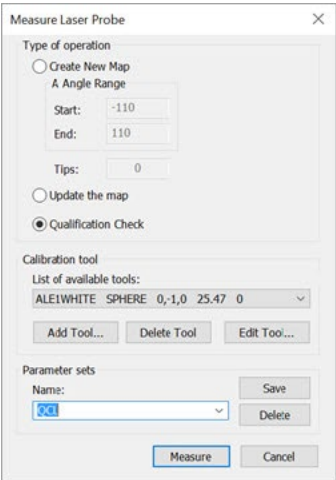 Measure Laser Probe
Type of operation
Create New Map
A Angle Range
Start: -110
End: 110
Tips: 0
Update the map
Qualification Check
Calibration tool
List of available tools:
ALE1WHITE SPHERE 0,-1,0 25.47 0
Add Tool... Delete Tool Edit Tool...
Parameter sets
Name: Save
QC1 Delete
Measure Cancel